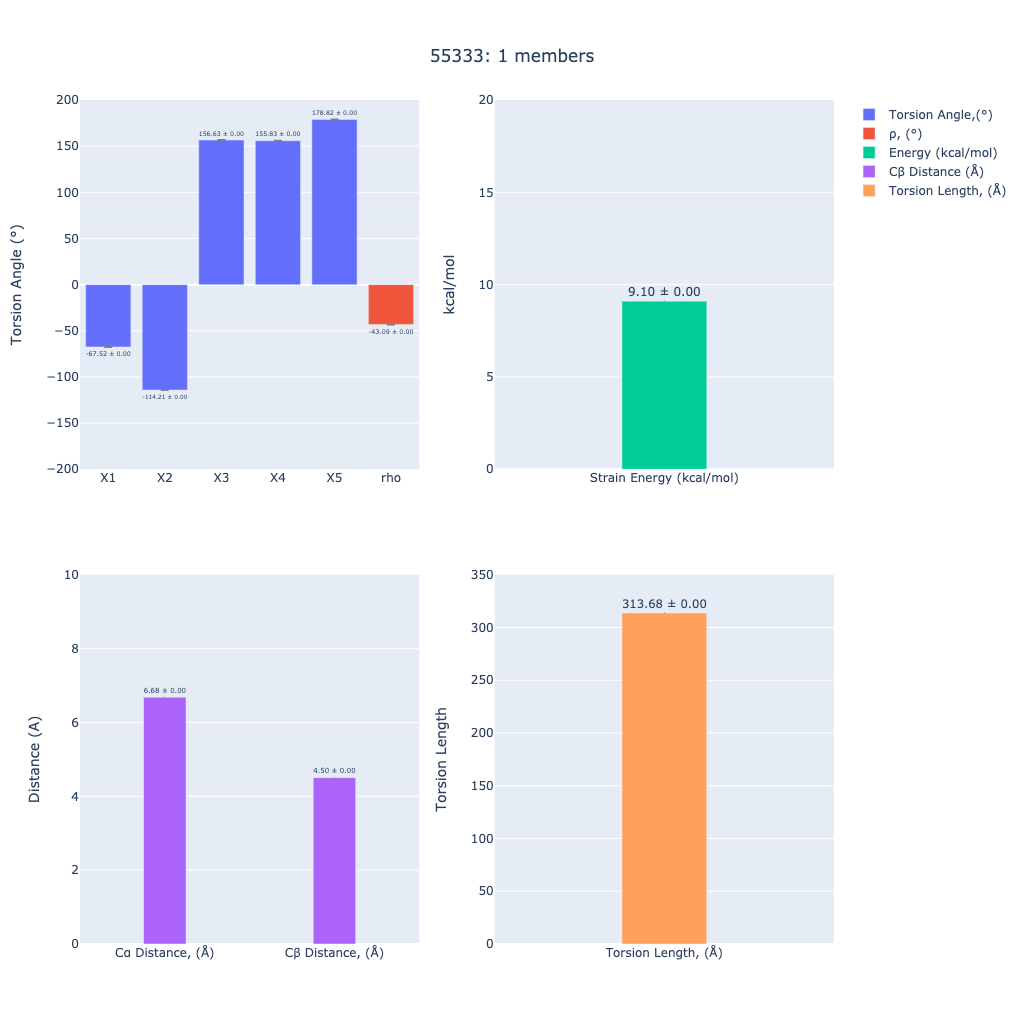 55333: 1 members
Torsion Angle (°)
200
150
100
50
0
−50
−100
−150
−200
-67.52 ± 0.00
-114.21 ± 0.00
156.63 ± 0.00
155.83 ± 0.00
178.82 ± 0.00
-43.09 ± 0.00
X1
X2
X3
X4
X5
rho
kcal/mol
20
15
10
5
0
9.10 ± 0.00
Strain Energy (kcal/mol)
Torsion Angle,(°)
ρ, (°)
Energy (kcal/mol)
Cβ Distance (Å)
Torsion Length, (Å)
Distance (A)
10
8
6
4
2
0
6.68 ± 0.00
4.50 ± 0.00
Cα Distance, (Å)
Cβ Distance, (Å)
Torsion Length
350
300
250
200
150
100
50
0
313.68 ± 0.00
Torsion Length, (Å)